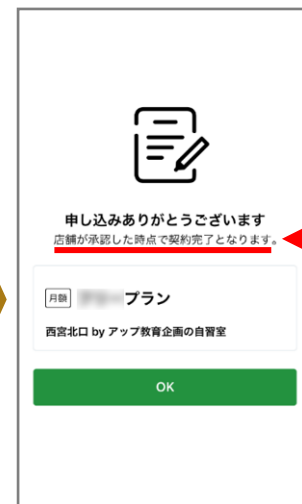 申し込みありがとうございます
店舗が承認した時点で契約完了となります。
月額 プラン
西宮北口 by アップ教育企画の自習室
OK